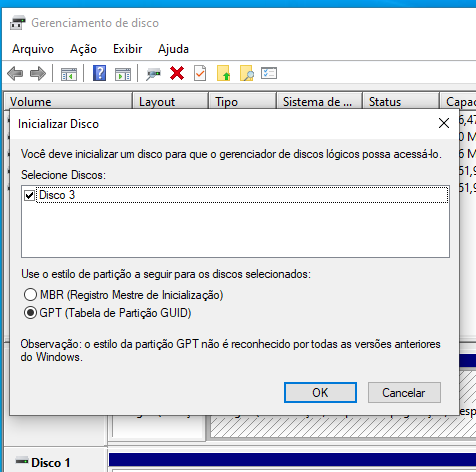 Gerenciamento de disco
Arquivo Ação Exibir Ajuda
Volume Layout Tipo Sistema de ... Status Capac
Inicializar Disco
Você deve inicializar um disco para que o gerenciador de discos lógicos possa acessá-lo.
Selecione Discos:
Disco 3
Use o estilo de partição a seguir para os discos selecionados:
MBR (Registro Mestre de Inicialização)
GPT (Tabela de Partição GUID)
Observação: o estilo da partição GPT não é reconhecido por todas as versões anteriores
do Windows.
OK Cancelar
Disco 1